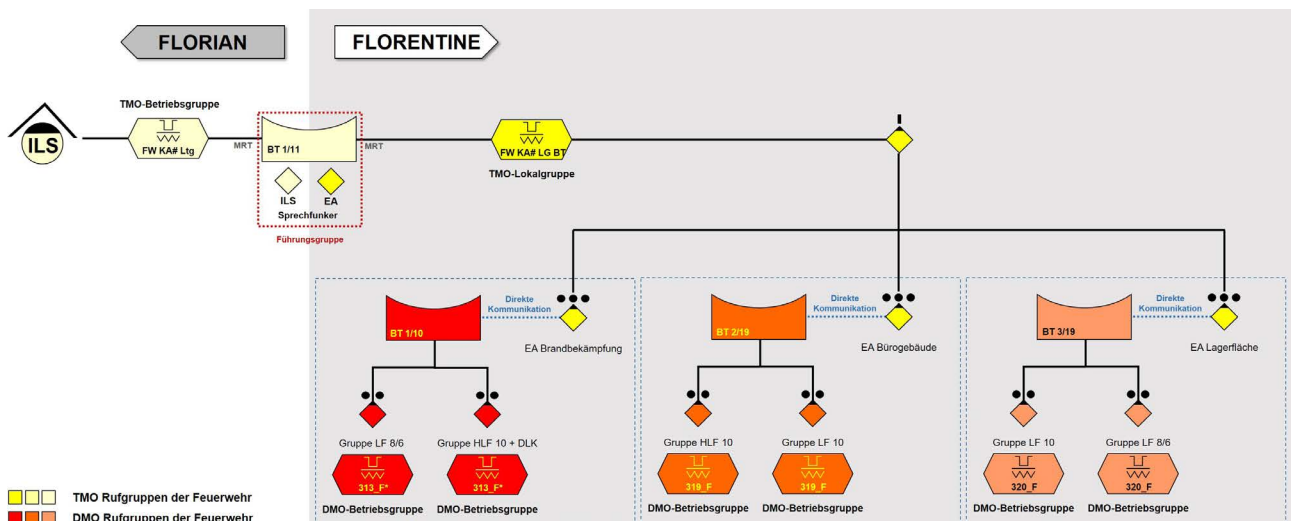 FLORIAN
FLORENTINE
TMO-Betriebsgruppe
ILS
FW KA# Ltg
MRT
BT 1/11
MRT
FW KA# LG BT
TMO-Lokalgruppe
ILS
EA
Sprechfunker
Führungsgruppe
BT 1/10
Direkte
Kommunikation
EA Brandbekämpfung
Gruppe LF 8/6
Gruppe HLF 10 + DLK
313_F*
313_F*
DMO-Betriebsgruppe
DMO-Betriebsgruppe
BT 2/19
Direkte
Kommunikation
EA Bürogebäude
Gruppe HLF 10
Gruppe LF 10
319_F
319_F
DMO-Betriebsgruppe
DMO-Betriebsgruppe
BT 3/19
Direkte
Kommunikation
EA Lagerfläche
Gruppe LF 10
Gruppe LF 8/6
320_F
320_F
DMO-Betriebsgruppe
DMO-Betriebsgruppe
TMO Rufgruppen der Feuerwehr
DMO Rufgruppen der Feuerwehr